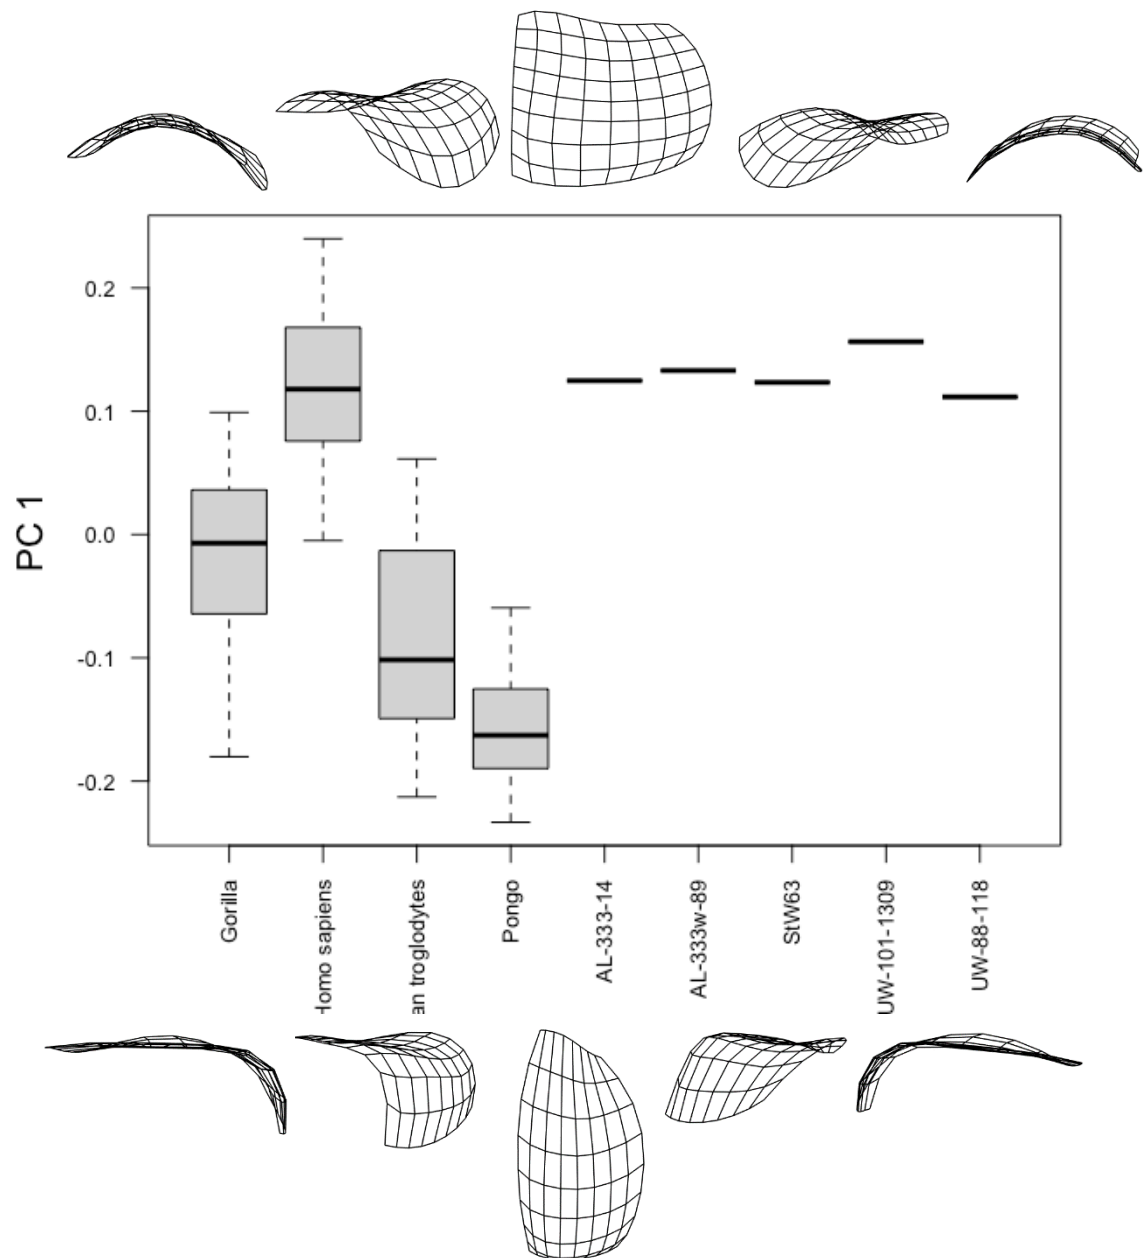 PC 1
0.2
0.1
0.0
-0.1
-0.2
Gorilla
Homo sapiens
an troglodytes
Pongo
AL-333-14
AL-333w-89
StW63
UW-101-1309
UW-88-118